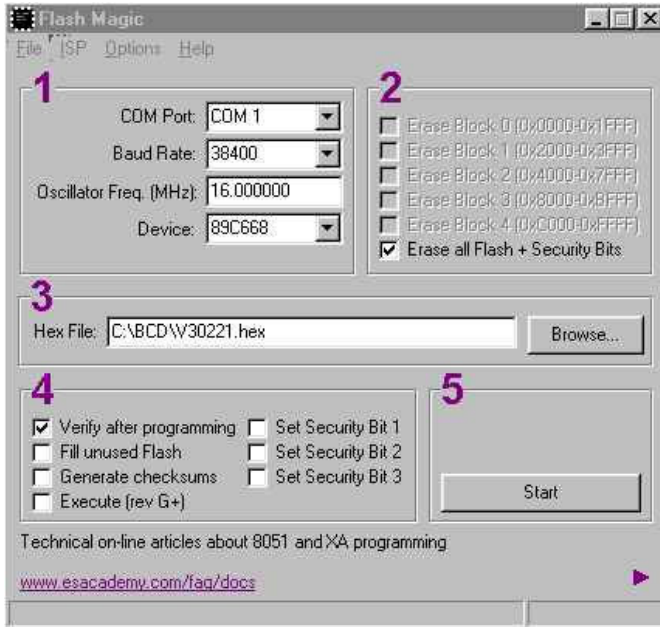 Flash Magic
File ISP Options Help
1
COM Port: COM 1
Baud Rate: 38400
Oscillator Freq. (MHz): 16.000000
Device: 89C668
2
Erase Block 0 (0x0000-0x1FFF)
Erase Block 1 (0x2000-0x3FFF)
Erase Block 2 (0x4000-0x7FFF)
Erase Block 3 (0x8000-0xBFFF)
Erase Block 4 (0xC000-0xFFFF)
Erase all Flash + Security Bits
3
Hex File: C:\BCD\V30221.hex Browse...
4
Verify after programming Set Security Bit 1
Fill unused Flash Set Security Bit 2
Generate checksums Set Security Bit 3
Execute (rev G+)
5
Start
Technical on-line articles about 8051 and XA programming
www.esacademy.com/faq/docs